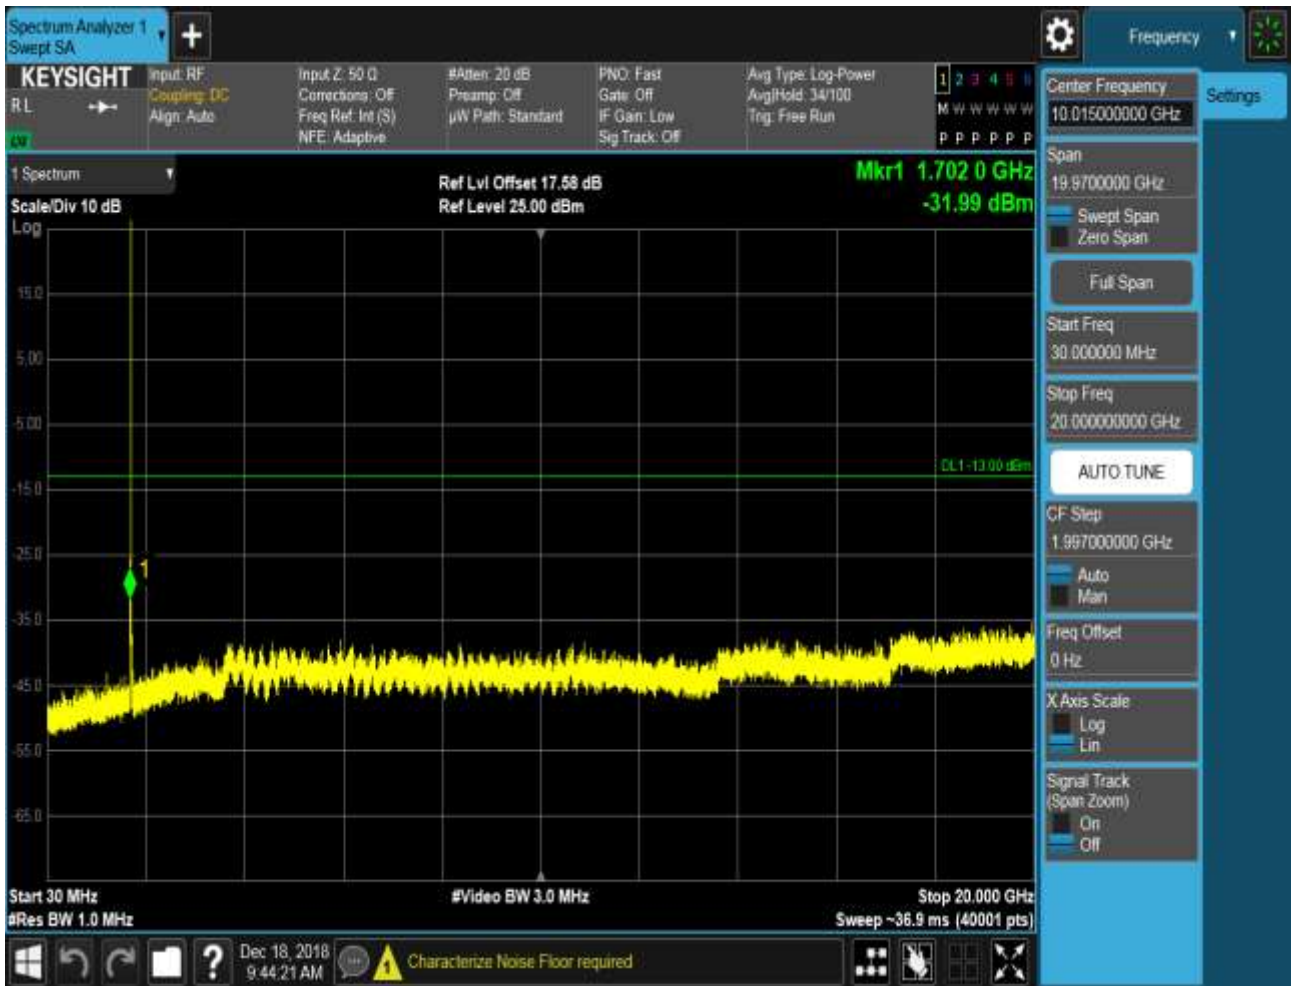 Spectrum Analyzer 1
Swept SA
+
Frequency
KEYSIGHT
RL
Input: RF
Coupling: DC
Align: Auto
Input Z: 50 Ω
Corrections: Off
Freq Ref: Int (S)
NFE: Adaptive
#Atten: 20 dB
Preamp: Off
µW Path: Standard
PNO: Fast
Gate: Off
IF Gain: Low
Sig Track: Off
Avg Type: Log-Power
Avg|Hold: 34/100
Trig: Free Run
1 2 3 4 5 6
M W W W W W
P P P P P P
1 Spectrum
Scale/Div 10 dB
Log
Ref Lvl Offset 17.58 dB
Ref Level 25.00 dBm
Mkr1 1.702 0 GHz
-31.99 dBm
15.0
5.00
-5.00
-15.0
-25.0
-35.0
-45.0
-55.0
-65.0
DL1 -13.00 dBm
1
Start 30 MHz
#Res BW 1.0 MHz
#Video BW 3.0 MHz
Stop 20.000 GHz
Sweep ~36.9 ms (40001 pts)
Center Frequency
10.015000000 GHz
Settings
Span
19.9700000 GHz
Swept Span
Zero Span
Full Span
Start Freq
30.000000 MHz
Stop Freq
20.000000000 GHz
AUTO TUNE
CF Step
1.997000000 GHz
Auto
Man
Freq Offset
0 Hz
X Axis Scale
Log
Lin
Signal Track
(Span Zoom)
On
Off
?
Dec 18, 2018
9:44:21 AM
Characterize Noise Floor required